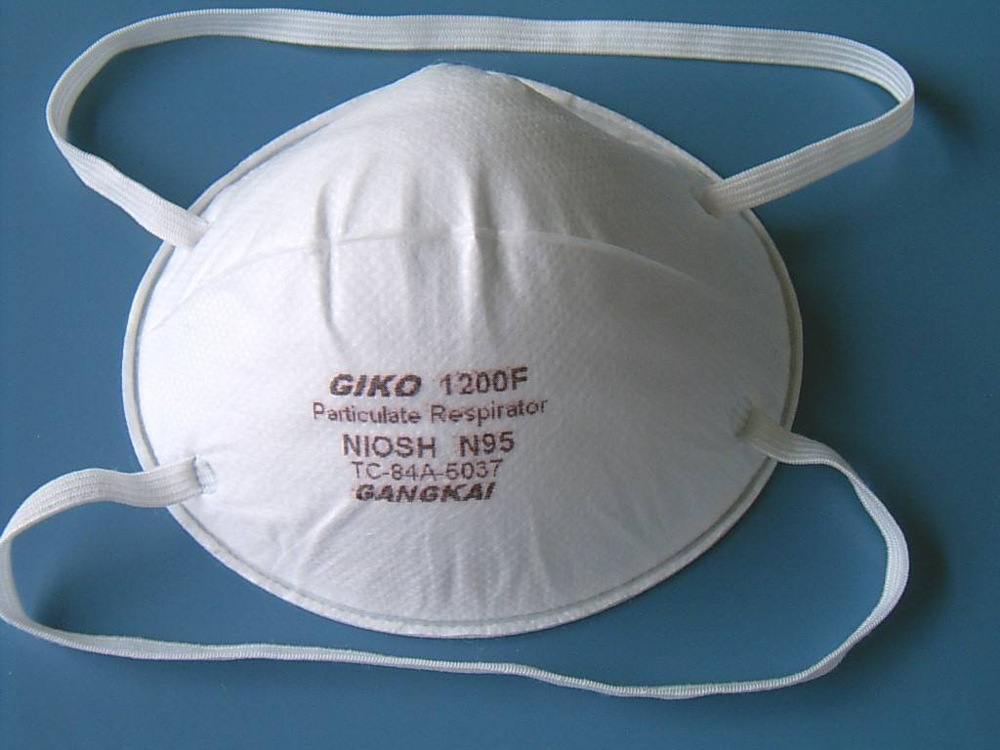 GIKO 1200F
Particulate Respirator
NIOSH N95
TC-84A-5037
GANGKAI